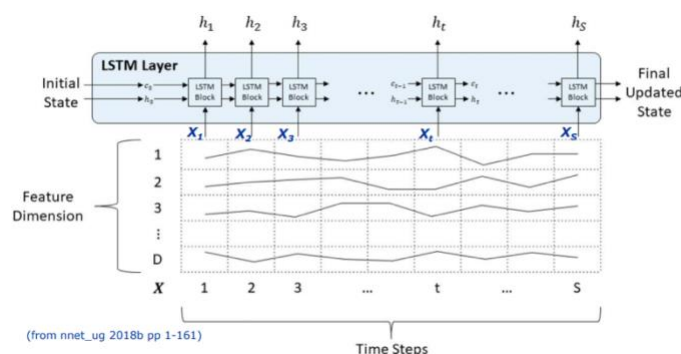 h₁ h₂ h₃ hₜ h_S
LSTM Layer
Initial State
c₀
h₀
LSTM Block
LSTM Block
LSTM Block
...
cₜ₋₁
hₜ₋₁
LSTM Block
cₜ
hₜ
...
LSTM Block
Final Updated State
X₁ X₂ X₃ Xₜ X_S
Feature Dimension
1
2
3
⋮
D
X 1 2 3 ... t ... S
(from nnet_ug 2018b pp 1-161)
Time Steps